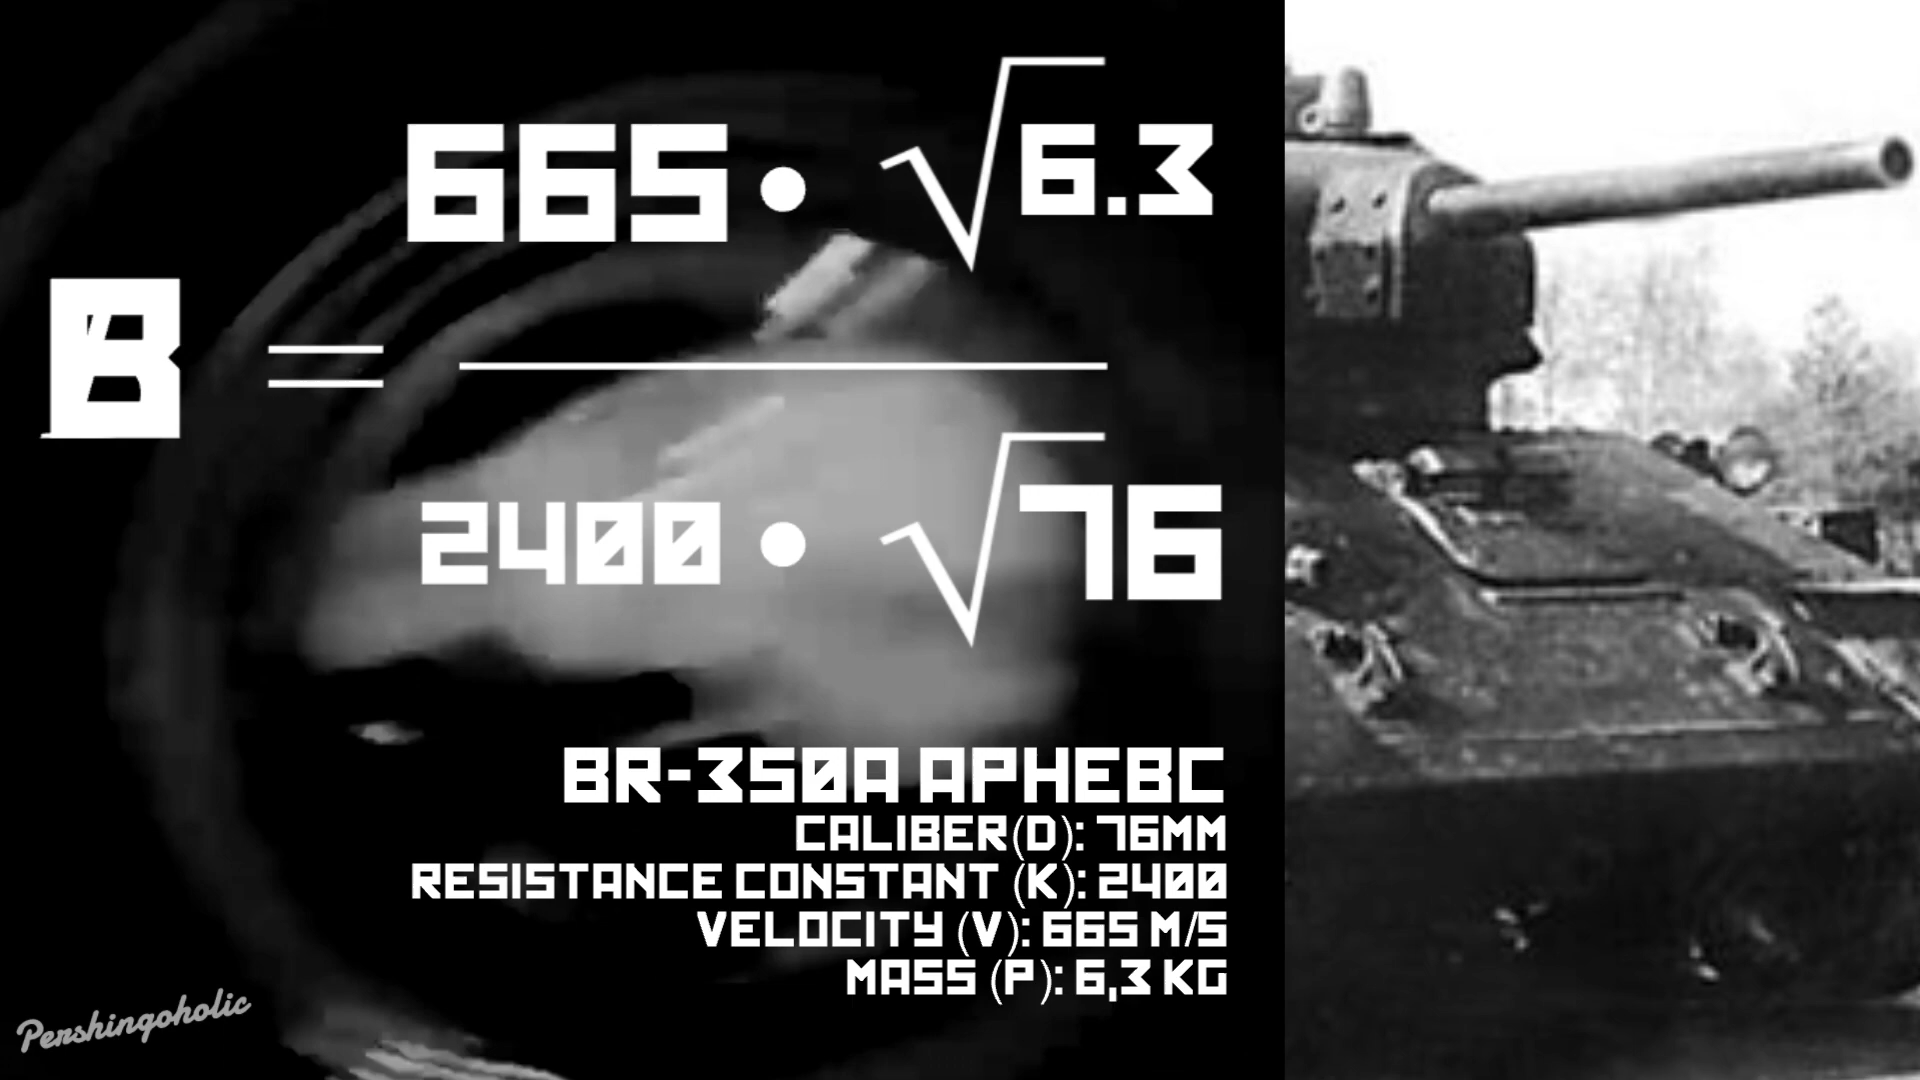 B = 665 • √6.3
2400 • √76
BR-350A APHEBC
CALIBER(D): 76MM
RESISTANCE CONSTANT (K): 2400
VELOCITY (V): 665 M/S
MASS (P): 6,3 KG
Pershingoholic